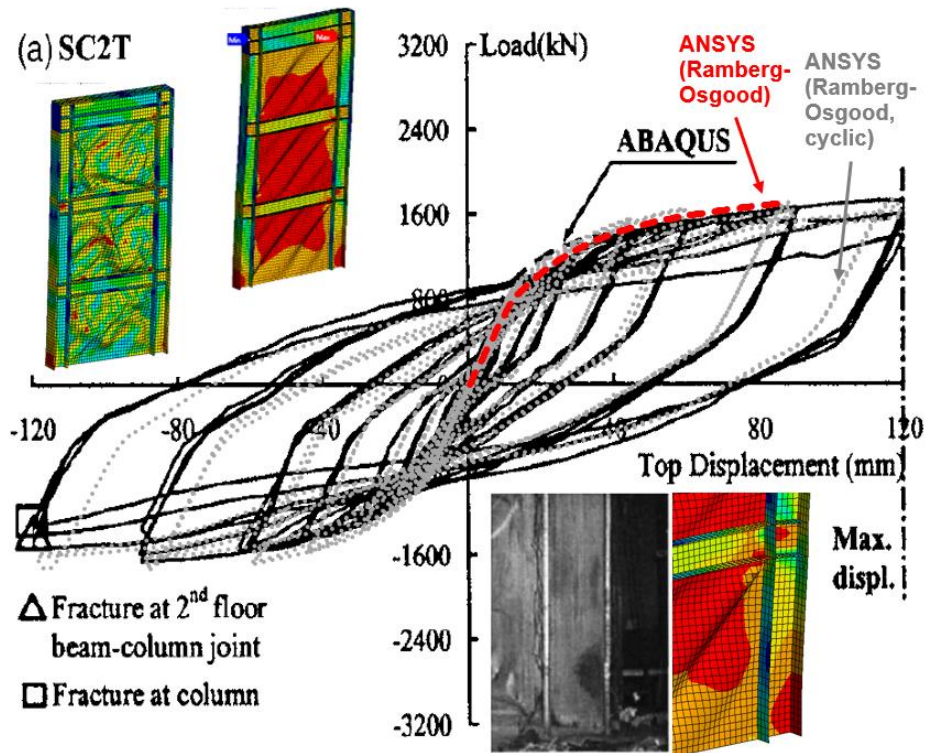 (a) SC2T
Min
Max
3200
Load(kN)
ANSYS
(Ramberg-
Osgood)
ANSYS
(Ramberg-
Osgood,
cyclic)
2400
ABAQUS
1600
800
-120
-80
-40
80
120
Top Displacement (mm)
-1600
Max.
displ.
-2400
-3200
△ Fracture at 2nd floor
beam-column joint
□ Fracture at column